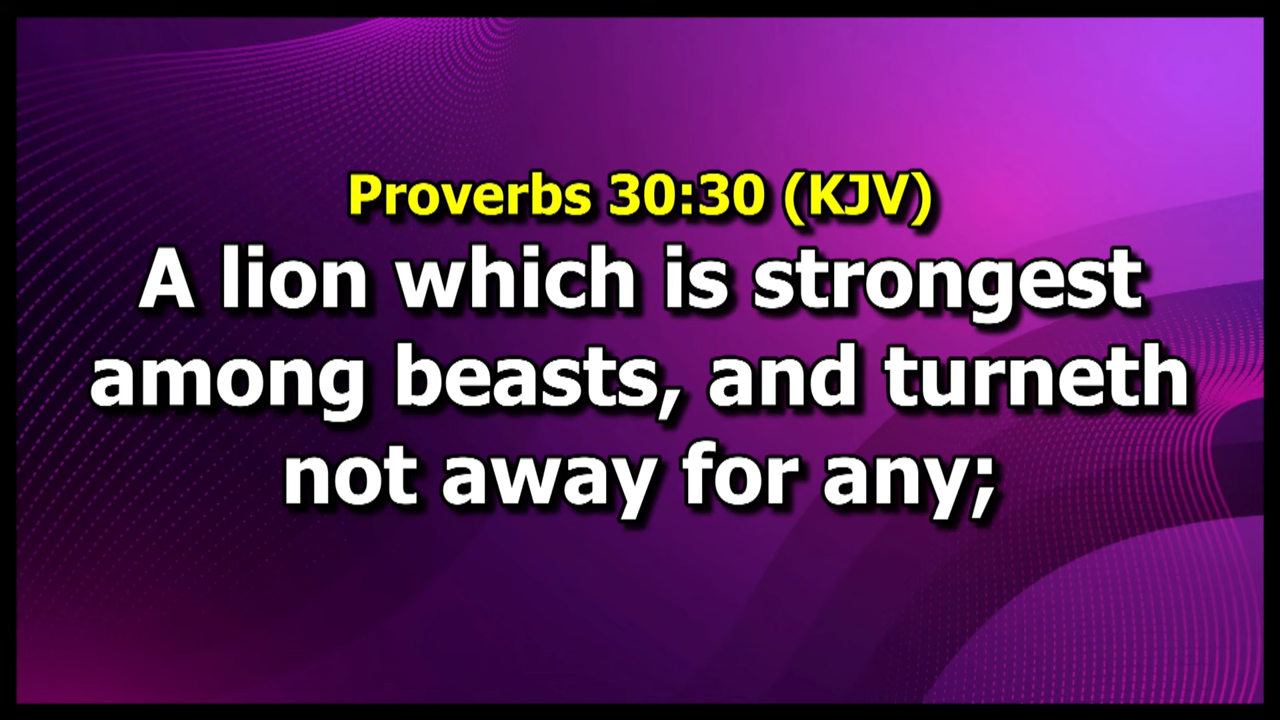 Proverbs 30:30 (KJV)
A lion which is strongest
among beasts, and turneth
not away for any;